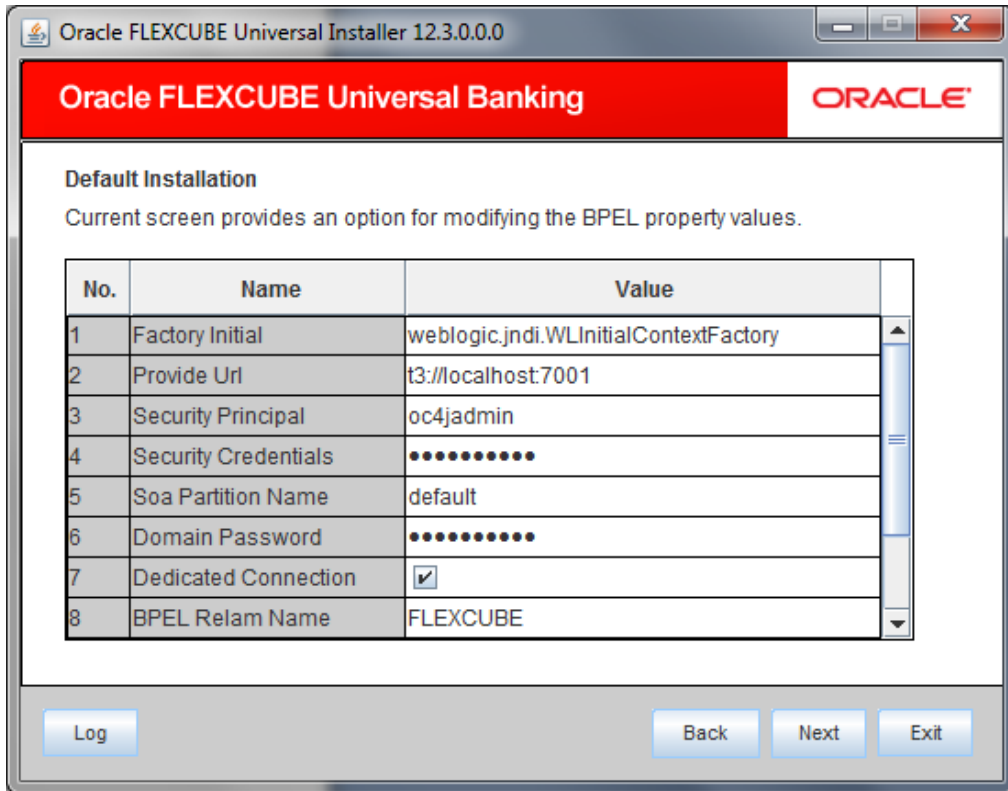 Oracle FLEXCUBE Universal Installer 12.3.0.0.0
Oracle FLEXCUBE Universal Banking
ORACLE
Default Installation
Current screen provides an option for modifying the BPEL property values.
No. Name Value
1 Factory Initial weblogic.jndi.WLInitialContextFactory
2 Provide Url t3://localhost:7001
3 Security Principal oc4jadmin
4 Security Credentials ••••••••••
5 Soa Partition Name default
6 Domain Password ••••••••••
7 Dedicated Connection
8 BPEL Relam Name FLEXCUBE
Log Back Next Exit